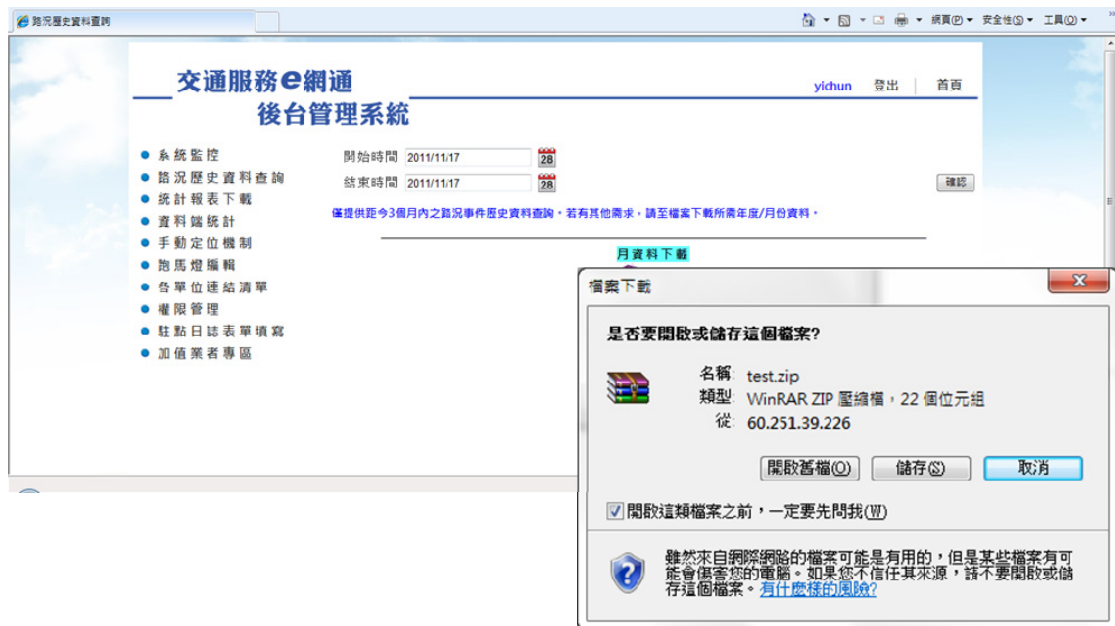 路況歷史資料查詢
網頁(P) 安全性(S) 工具(O)
交通服務e網通
後台管理系統
yichun 登出 | 首頁
系統監控
路況歷史資料查詢
統計報表下載
資料端統計
手動定位機制
跑馬燈編輯
各單位連結清單
權限管理
駐點日誌表單填寫
加值業者專區
開始時間 2011/11/17 28
結束時間 2011/11/17 28
確認
僅提供距今3個月內之路況事件歷史資料查詢。若有其他需求，請至檔案下載所需年度/月份資料。
月資料下載
檔案下載
是否要開啟或儲存這個檔案?
名稱: test.zip
類型: WinRAR ZIP 壓縮檔，22 個位元組
從: 60.251.39.226
開啟舊檔(O) 儲存(S) 取消
開啟這類檔案之前，一定要先問我(W)
雖然來自網際網路的檔案可能是有用的，但是某些檔案有可
能會傷害您的電腦。如果您不信任其來源，請不要開啟或儲
存這個檔案。有什麼樣的風險?